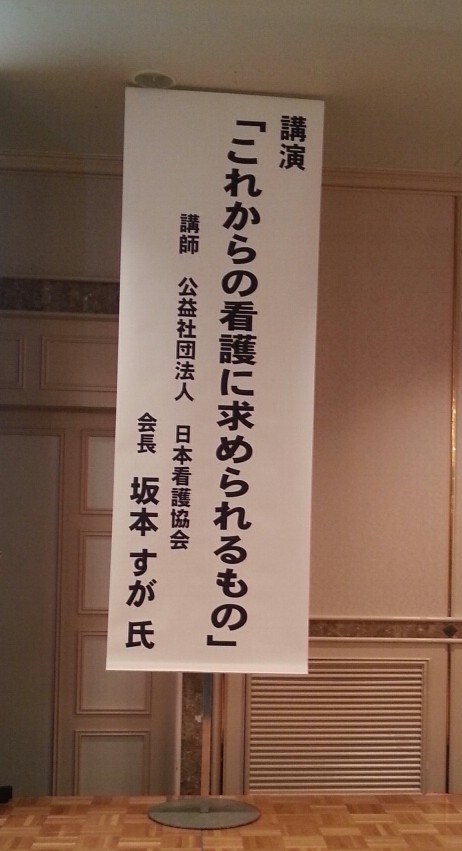 講演
「これからの看護に求められるもの」
講師　公益社団法人　日本看護協会
会長　坂本 すが 氏